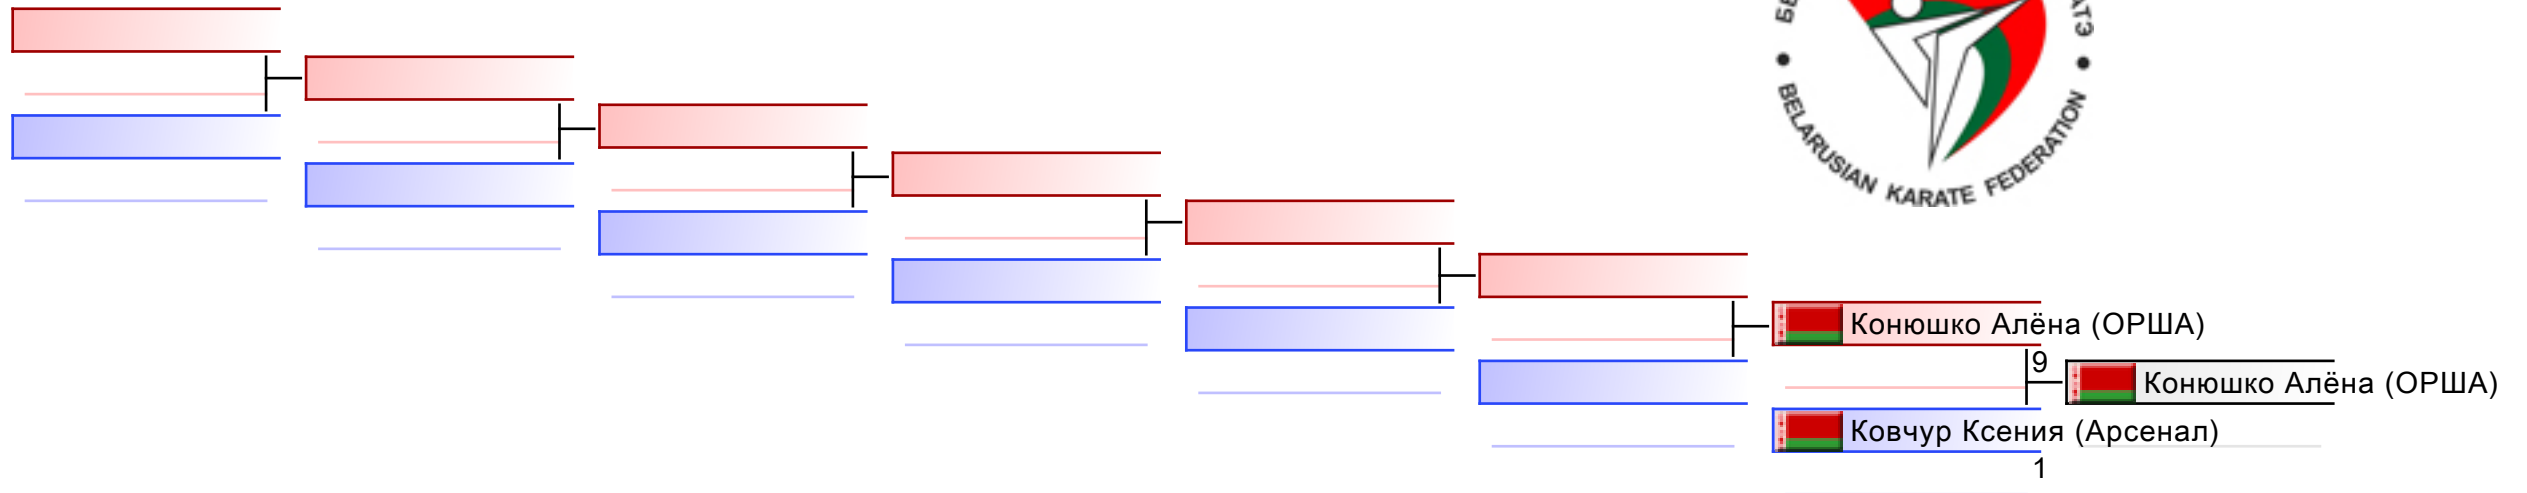 BELARUSIAN KARATE FEDERATION
Конюшко Алёна (ОРША)
9
Конюшко Алёна (ОРША)
Ковчур Ксения (Арсенал)
1